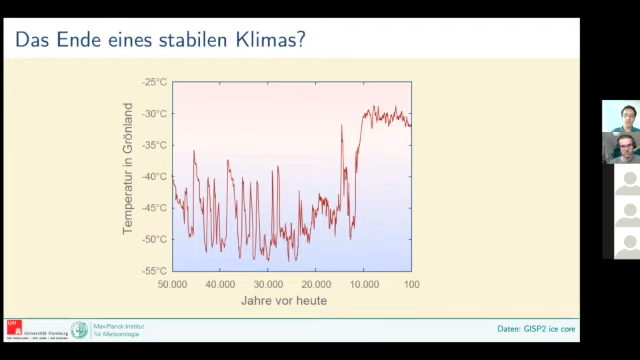 Das Ende eines stabilen Klimas?
-25°C
-30°C
-35°C
-40°C
-45°C
-50°C
-55°C
Temperatur in Grönland
50.000
40.000
30.000
20.000
10.000
100
Jahre vor heute
Universität Hamburg
Max-Planck-Institut
für Meteorologie
Daten: GISP2 ice core